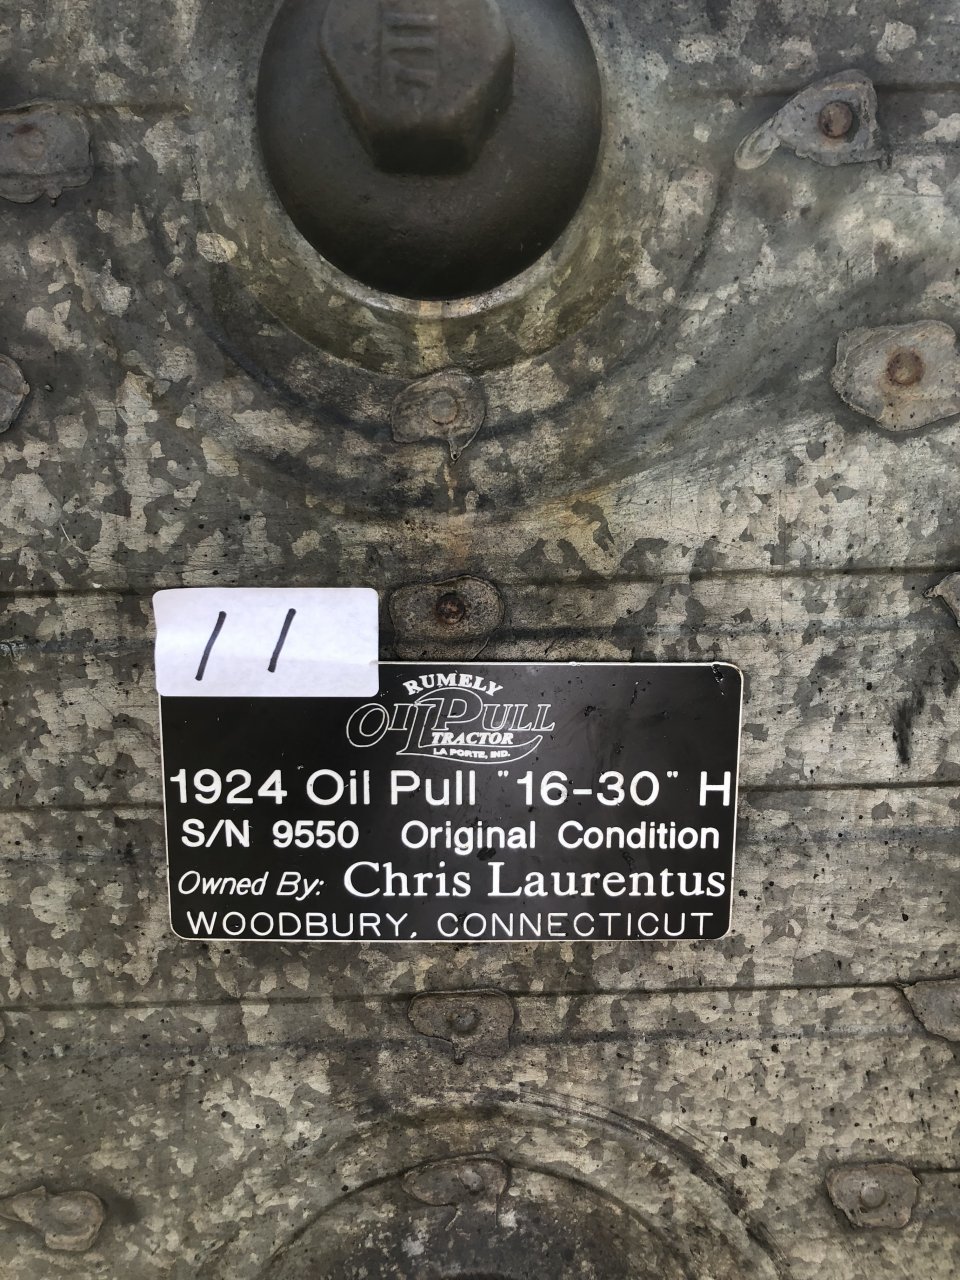 11
RUMELY
OILPULL
TRACTOR
LA PORTE, IND.
1924 Oil Pull "16-30" H
S/N 9550 Original Condition
Owned By: Chris Laurentus
WOODBURY, CONNECTICUT